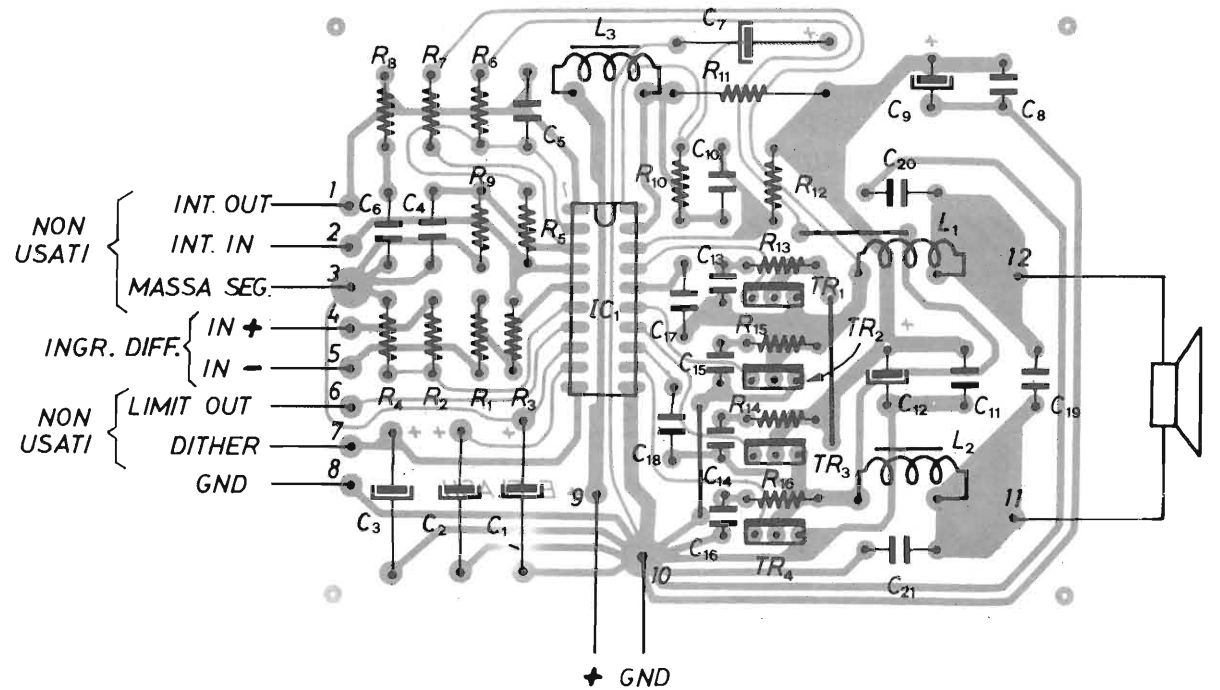 C7
L3
R8
R7
R6
R11
C9
C8
C5
C10
C20
R9
R10
R12
1
INT. OUT
C6
C4
NON
USATI
2
INT. IN
R5
L1
12
3
MASSA SEG.
C13
R13
TR1
4
IN +
INGR. DIFF.
IC1
C17
R15
TR2
5
IN -
C15
6
LIMIT OUT
R4
R2
R1
R3
R14
C12
C11
C19
NON
USATI
7
DITHER
C18
TR3
L2
8
GND
C14
R16
9
11
C3
C2
C1
C16
10
TR4
C21
+ GND